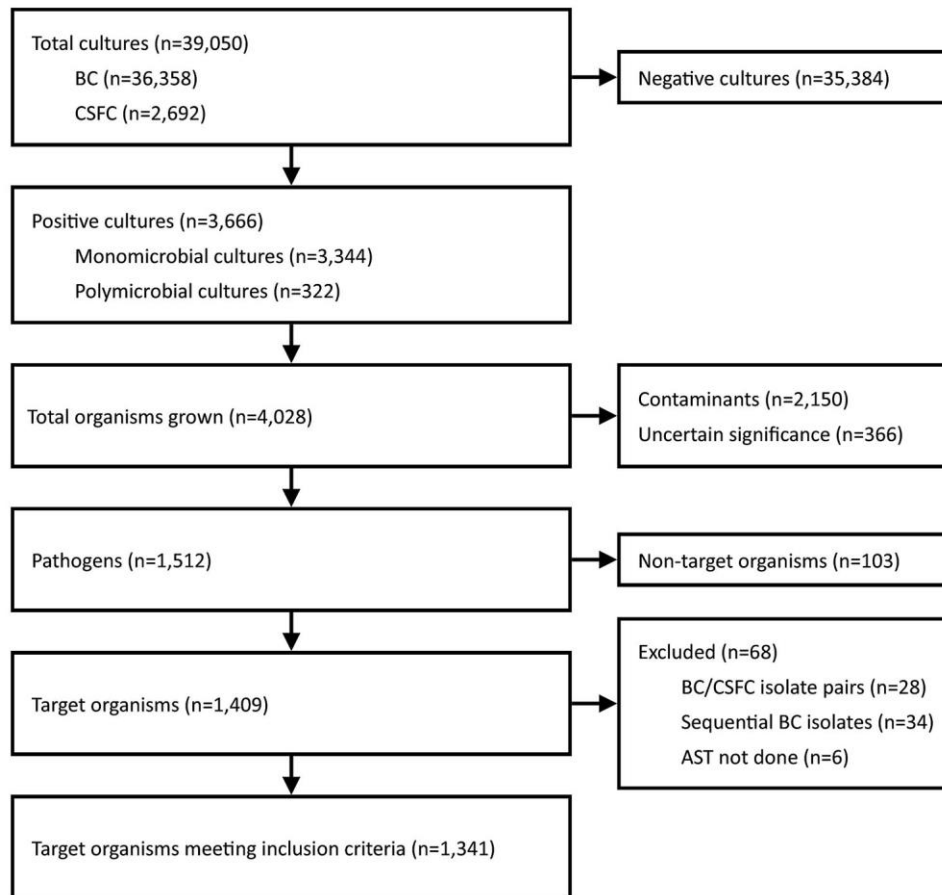 Total cultures (n=39,050)
BC (n=36,358)
CSFC (n=2,692)
Negative cultures (n=35,384)
Positive cultures (n=3,666)
Monomicrobial cultures (n=3,344)
Polymicrobial cultures (n=322)
Total organisms grown (n=4,028)
Contaminants (n=2,150)
Uncertain significance (n=366)
Pathogens (n=1,512)
Non-target organisms (n=103)
Target organisms (n=1,409)
Excluded (n=68)
BC/CSFC isolate pairs (n=28)
Sequential BC isolates (n=34)
AST not done (n=6)
Target organisms meeting inclusion criteria (n=1,341)